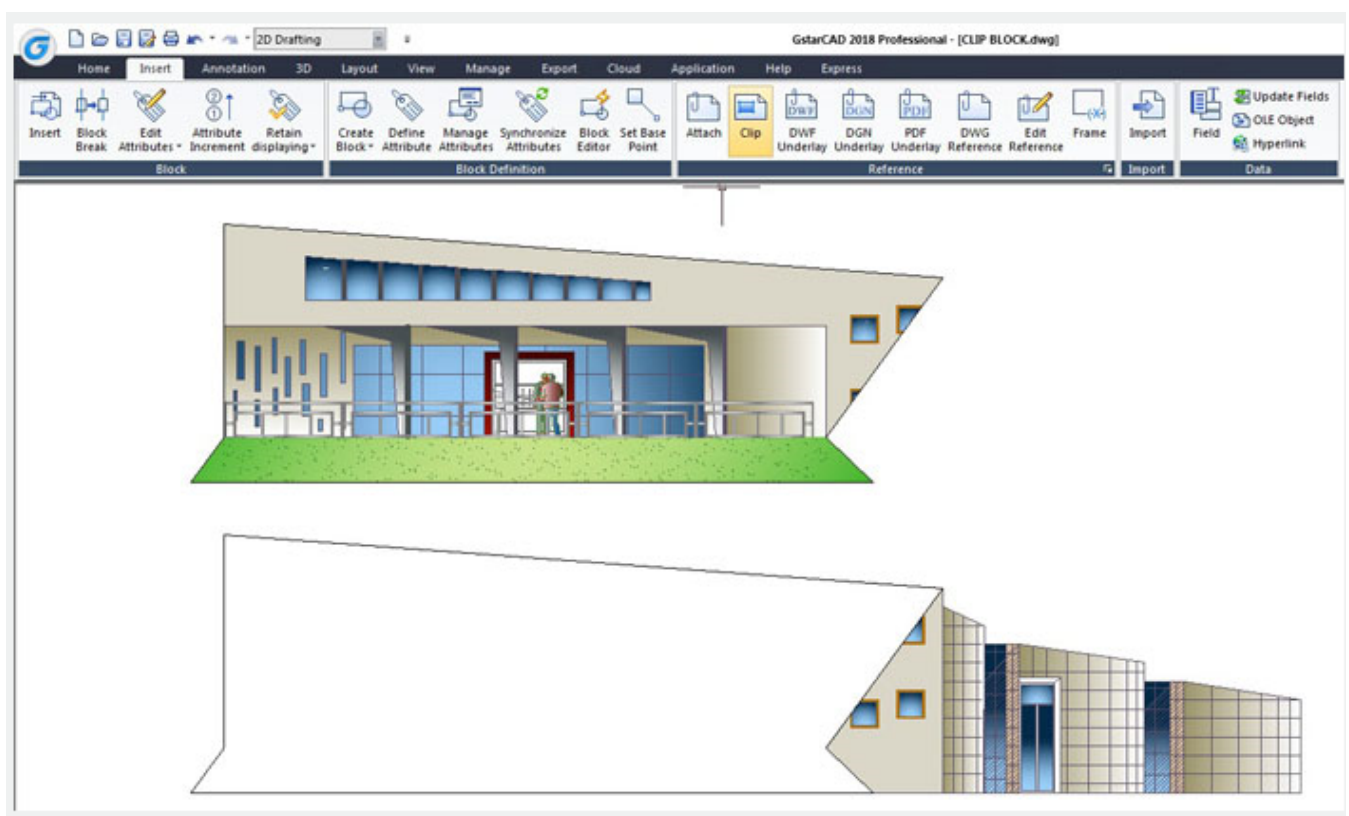 2D Drafting
GstarCAD 2018 Professional - [CLIP BLOCK.dwg]
Home Insert Annotation 3D Layout View Manage Export Cloud Application Help Express
Insert
Block Break
Edit Attributes
Attribute Increment
Retain displaying
Create Block
Define Attribute
Manage Attributes
Synchronize Attributes
Block Editor
Set Base Point
Attach
Clip
DWF Underlay
DGN Underlay
PDF Underlay
DWG Reference
Edit Reference
Frame
Import
Field
Update Fields
OLE Object
Hyperlink
Block Block Definition Reference Import Data